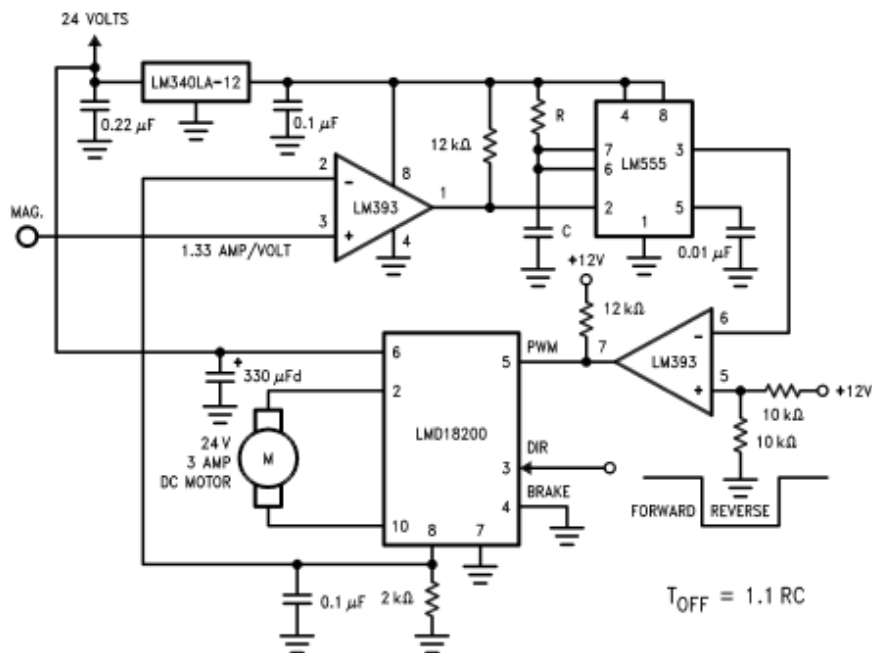 24 VOLTS
LM340LA-12
0.22 μF
0.1 μF
12 kΩ
R
C
4
8
7
6
2
LM555
3
5
1
0.01 μF
2
8
1
LM393
3
4
MAG.
1.33 AMP/VOLT
+12V
12 kΩ
6
LM393
7
5
+12V
10 kΩ
10 kΩ
+
330 μFd
6
PWM
5
2
LMD18200
24 V
3 AMP
DC MOTOR
M
DIR
3
BRAKE
4
10
8
7
FORWARD
REVERSE
0.1 μF
2 kΩ
T_OFF = 1.1 RC